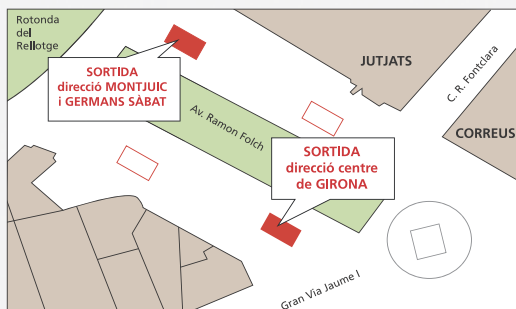 Rotonda
del
Rellotge
SORTIDA
direcció MONTJUIC
i GERMANS SÀBAT
JUTJATS
C. R. Fontclara
Av. Ramon Folch
CORREUS
SORTIDA
direcció centre
de GIRONA
Gran Via Jaume I